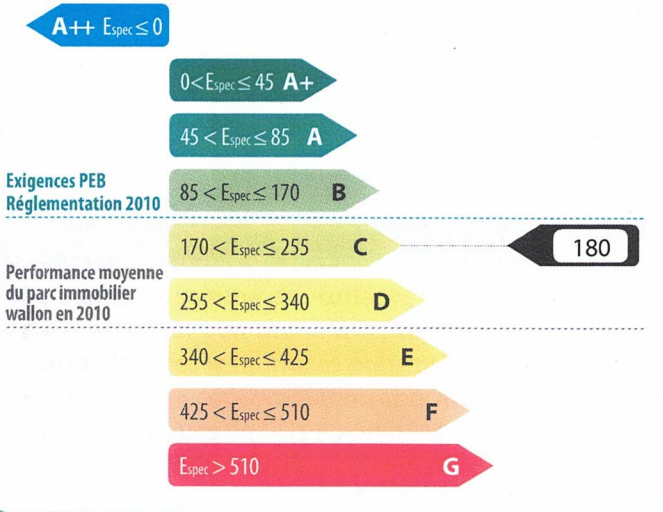 A++ Espec ≤ 0
0<Espec ≤ 45 A+
45 < Espec ≤ 85 A
Exigences PEB
Réglementation 2010
85 < Espec ≤ 170 B
170 < Espec ≤ 255 C
180
Performance moyenne
du parc immobilier
wallon en 2010
255 < Espec ≤ 340 D
340 < Espec ≤ 425 E
425 < Espec ≤ 510 F
Espec > 510 G